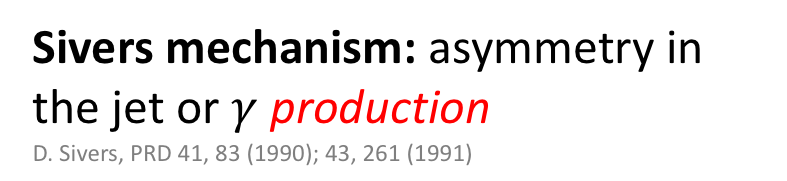 Sivers mechanism: asymmetry in
the jet or γ production
D. Sivers, PRD 41, 83 (1990); 43, 261 (1991)